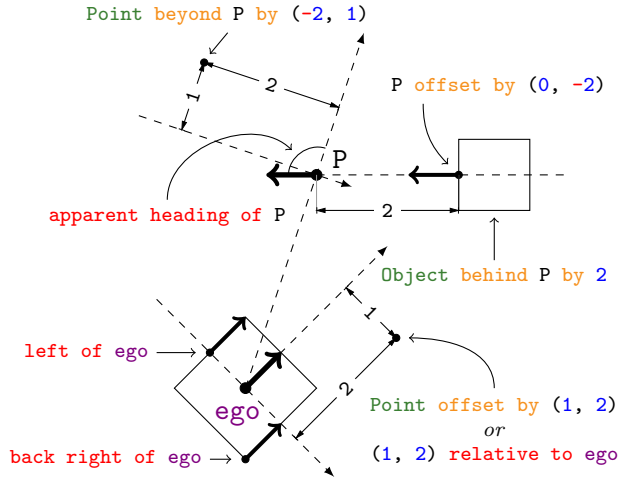 Point beyond P by (-2, 1)
2
1
P offset by (0, -2)
P
apparent heading of P
2
Object behind P by 2
1
left of ego
2
ego
Point offset by (1, 2)
or
(1, 2) relative to ego
back right of ego